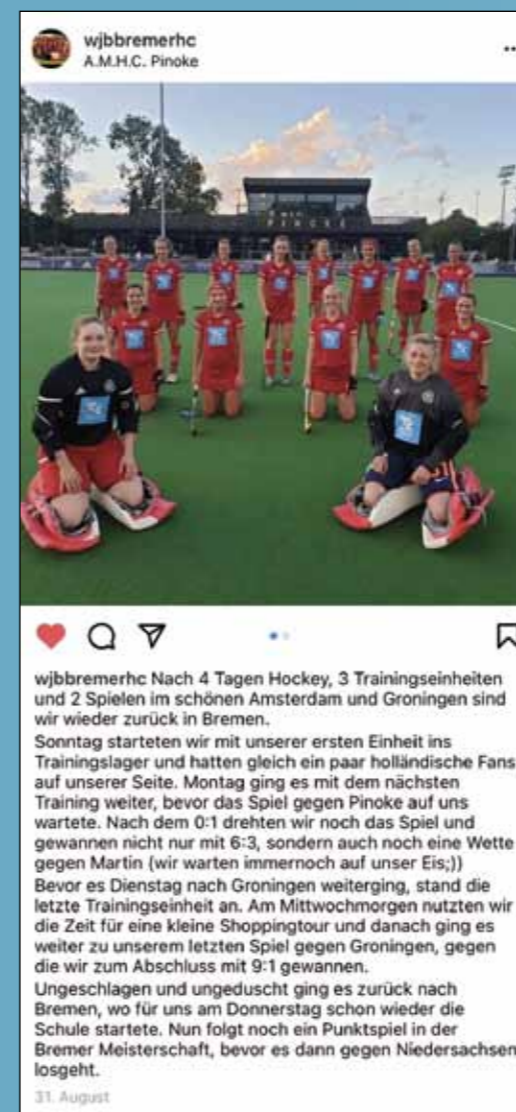 wjbbremerhc
A.M.H.C. Pinoke
PINOKÉ
wjbbremerhc Nach 4 Tagen Hockey, 3 Trainingseinheiten
und 2 Spielen im schönen Amsterdam und Groningen sind
wir wieder zurück in Bremen.
Sonntag starteten wir mit unserer ersten Einheit ins
Trainingslager und hatten gleich ein paar holländische Fans
auf unserer Seite. Montag ging es mit dem nächsten
Training weiter, bevor das Spiel gegen Pinoke auf uns
wartete. Nach dem 0:1 drehten wir noch das Spiel und
gewannen nicht nur mit 6:3, sondern auch noch eine Wette
gegen Martin (wir warten immernoch auf unser Eis;))
Bevor es Dienstag nach Groningen weiterging, stand die
letzte Trainingseinheit an. Am Mittwochmorgen nutzten wir
die Zeit für eine kleine Shoppingtour und danach ging es
weiter zu unserem letzten Spiel gegen Groningen, gegen
die wir zum Abschluss mit 9:1 gewannen.
Ungeschlagen und ungeduscht ging es zurück nach
Bremen, wo für uns am Donnerstag schon wieder die
Schule startete. Nun folgt noch ein Punktspiel in der
Bremer Meisterschaft, bevor es dann gegen Niedersachsen
losgeht.
31. August